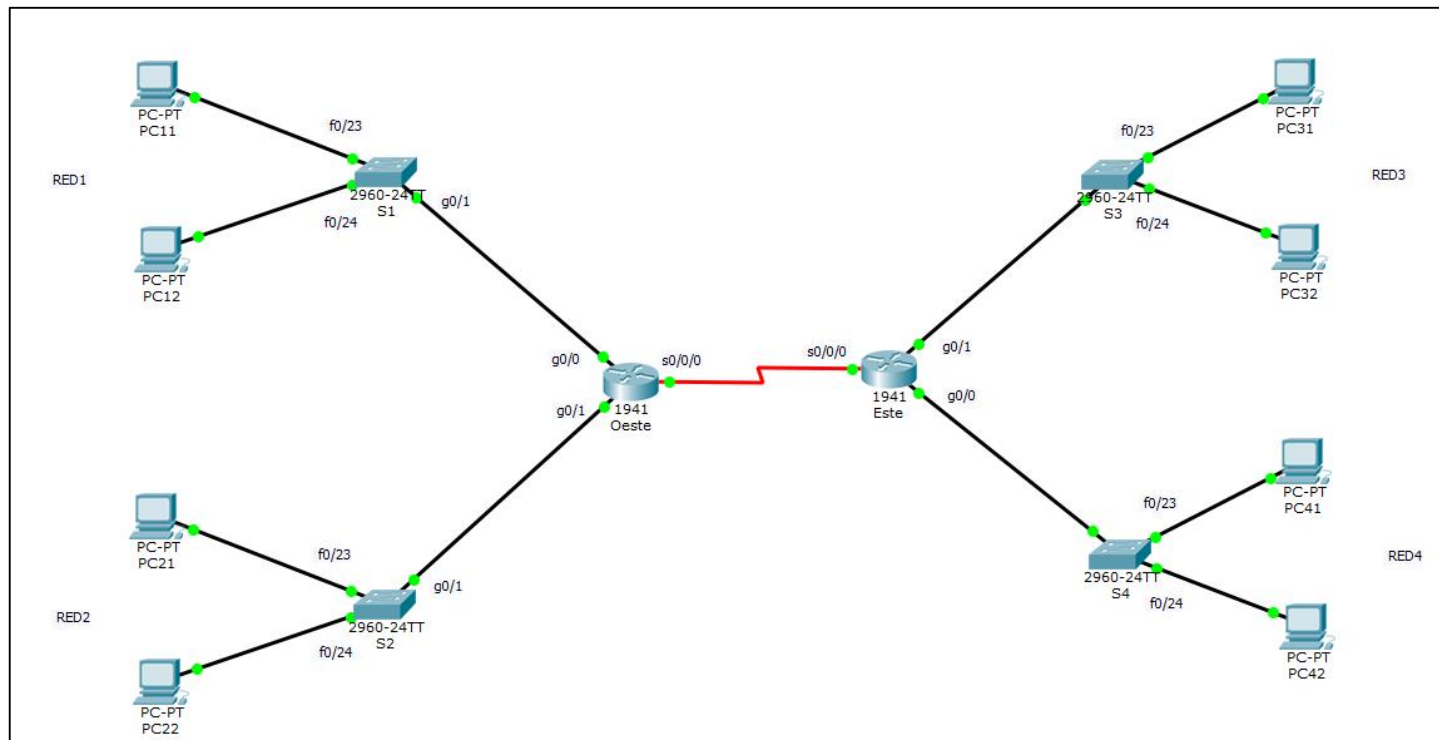 PC-PT
PC11
f0/23
RED1
2960-24TT
S1
g0/1
f0/24
PC-PT
PC12
PC-PT
PC31
f0/23
RED3
2960-24TT
S3
f0/24
PC-PT
PC32
g0/0
s0/0/0
s0/0/0
g0/1
g0/1
1941
Oeste
1941
Este
g0/0
PC-PT
PC21
f0/23
g0/1
RED2
2960-24TT
S2
f0/24
PC-PT
PC22
PC-PT
PC41
f0/23
RED4
2960-24TT
S4
f0/24
PC-PT
PC42